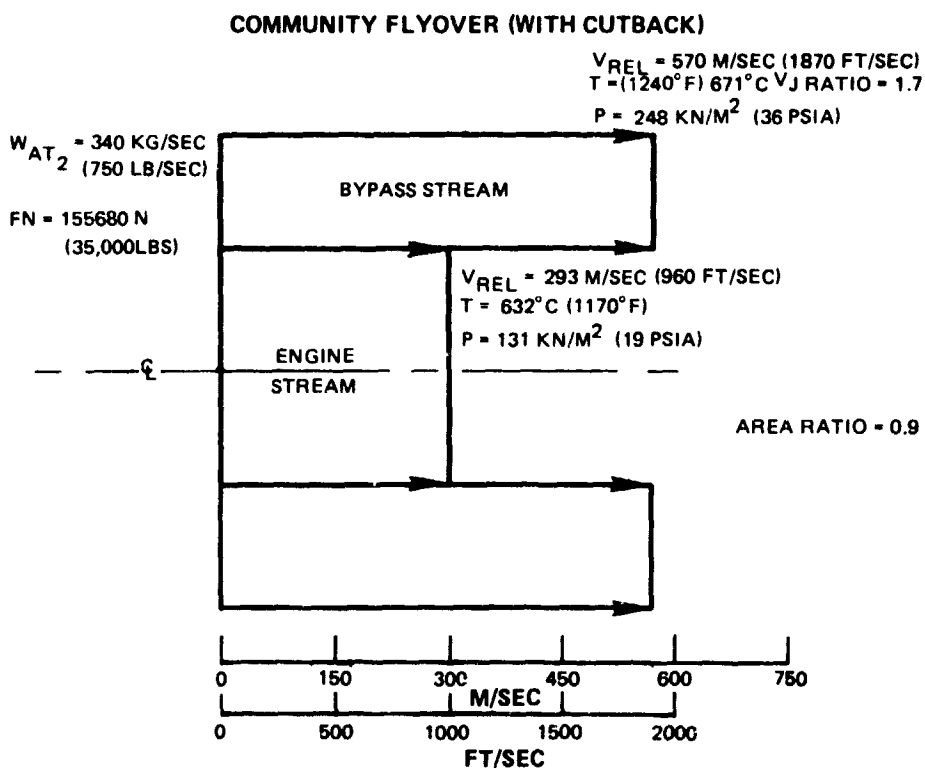 COMMUNITY FLYOVER (WITH CUTBACK)
V_REL = 570 M/SEC (1870 FT/SEC)
T = (1240°F) 671°C V_J RATIO = 1.7
P = 248 KN/M² (36 PSIA)
W_AT₂ = 340 KG/SEC
(750 LB/SEC)
BYPASS STREAM
FN = 155680 N
(35,000LBS)
V_REL = 293 M/SEC (960 FT/SEC)
T = 632°C (1170°F)
P = 131 KN/M² (19 PSIA)
ENGINE
℄
STREAM
AREA RATIO = 0.9
0 150 300 450 600 750
M/SEC
0 500 1000 1500 2000
FT/SEC